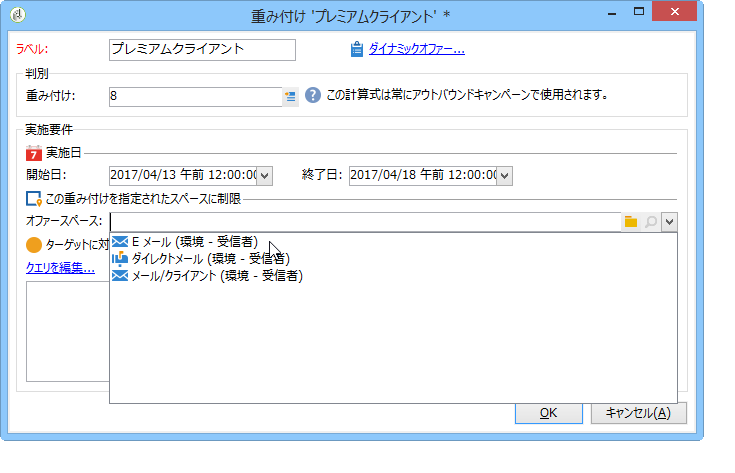 重み付け 'プレミアムクライアント' *
ラベル: プレミアムクライアント ダイナミックオファー...
判別
重み付け: 8 この計算式は常にアウトバウンドキャンペーンで使用されます。
実施要件
7 実施日
開始日: 2017/04/13 午前 12:00:00 終了日: 2017/04/18 午前 12:00:00
この重み付けを指定されたスペースに制限
オファースペース:
E メール (環境 - 受信者)
ターゲットに対
ダイレクトメール (環境 - 受信者)
クエリを編集...
メール/クライアント (環境 - 受信者)
OK キャンセル(A)